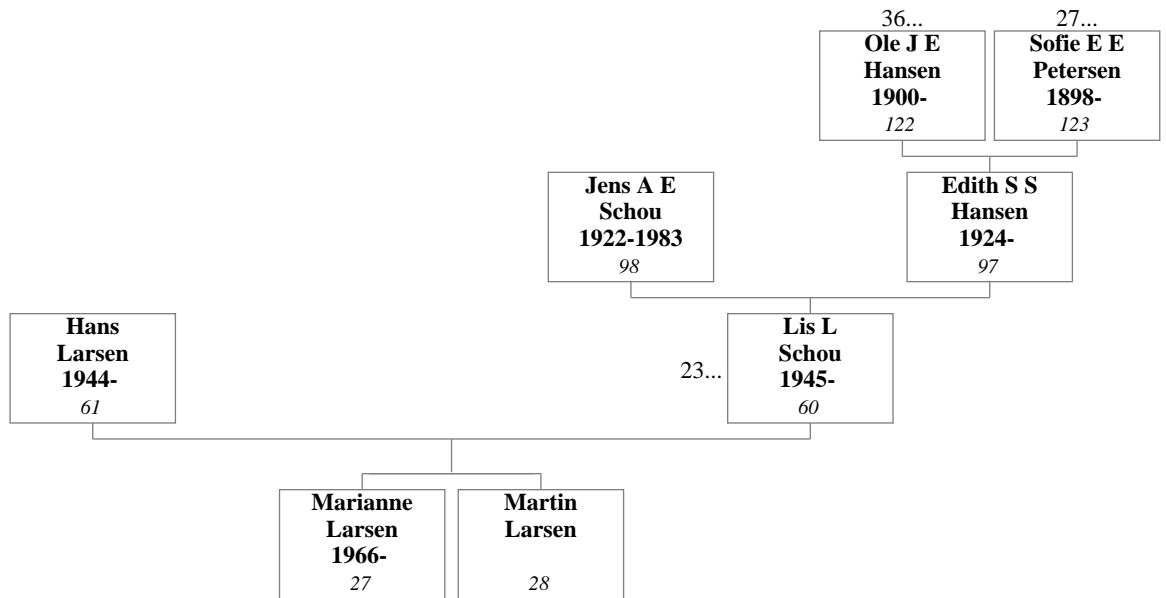 36...
Ole J E
Hansen
1900-
122
27...
Sofie E E
Petersen
1898-
123
Jens A E
Schou
1922-1983
98
Edith S S
Hansen
1924-
97
Hans
Larsen
1944-
61
23...
Lis L
Schou
1945-
60
Marianne
Larsen
1966-
27
Martin
Larsen
28